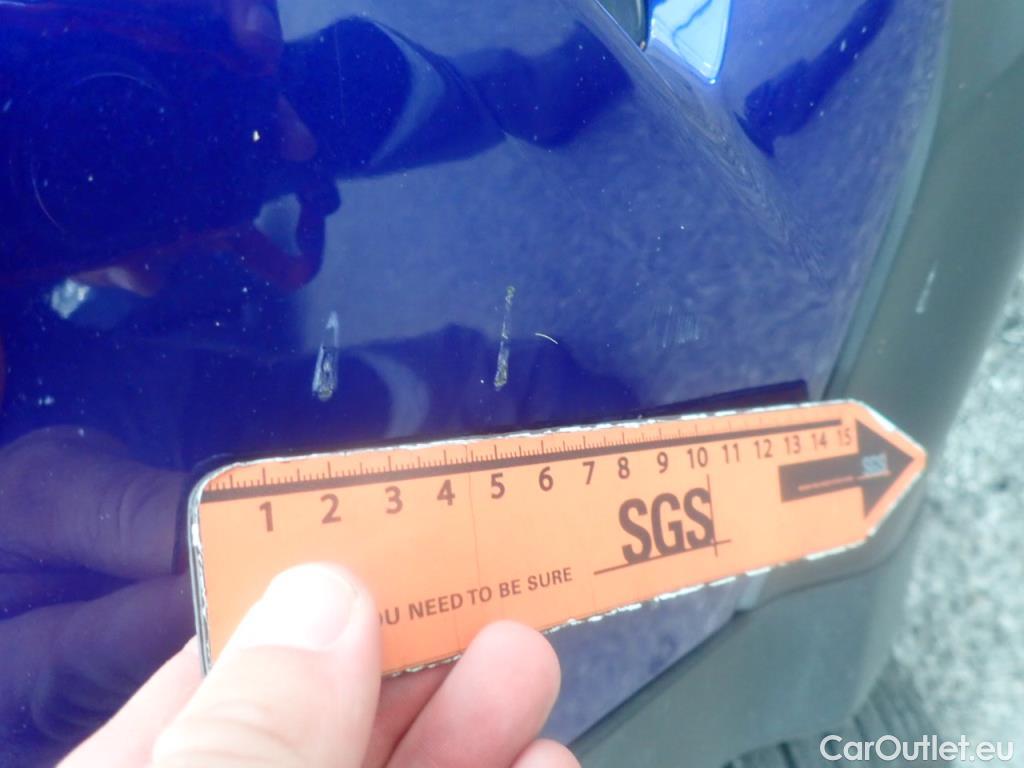 1 2 3 4 5 6 7 8 9 10 11 12 13 14 15
SGS
SGS
OU NEED TO BE SURE
CarOutlet.eu